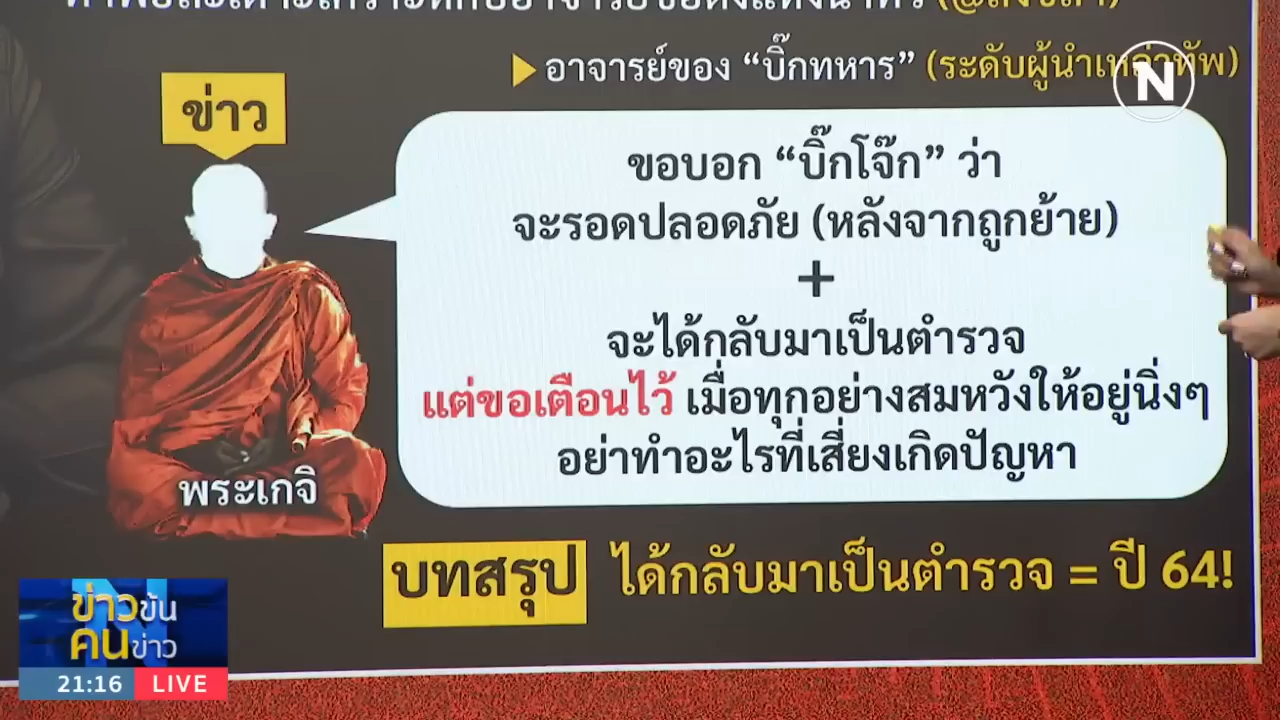 อาจารย์ของ “บิ๊กทหาร” (ระดับผู้นำเหล่าทัพ)
N
ข่าว
ขอบอก “บิ๊กโจ๊ก” ว่า
จะรอดปลอดภัย (หลังจากถูกย้าย)
+
จะได้กลับมาเป็นตำรวจ
แต่ขอเตือนไว้ เมื่อทุกอย่างสมหวังให้อยู่นิ่งๆ
อย่าทำอะไรที่เสี่ยงเกิดปัญหา
พระเกจิ
บทสรุป ได้กลับมาเป็นตำรวจ = ปี 64!
ข่าวข้น
คนข่าว
21:16 LIVE